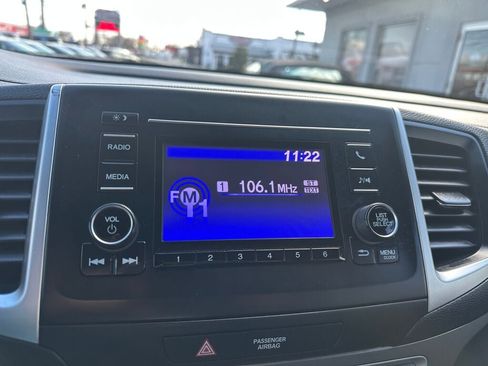 RADIO
MEDIA
VOL
11:22
FM1
1 106.1 MHz
ST
TEXT
LIST
PUSH
SELECT
MENU
CLOCK
1 2 3 4 5 6
PASSENGER
AIRBAG